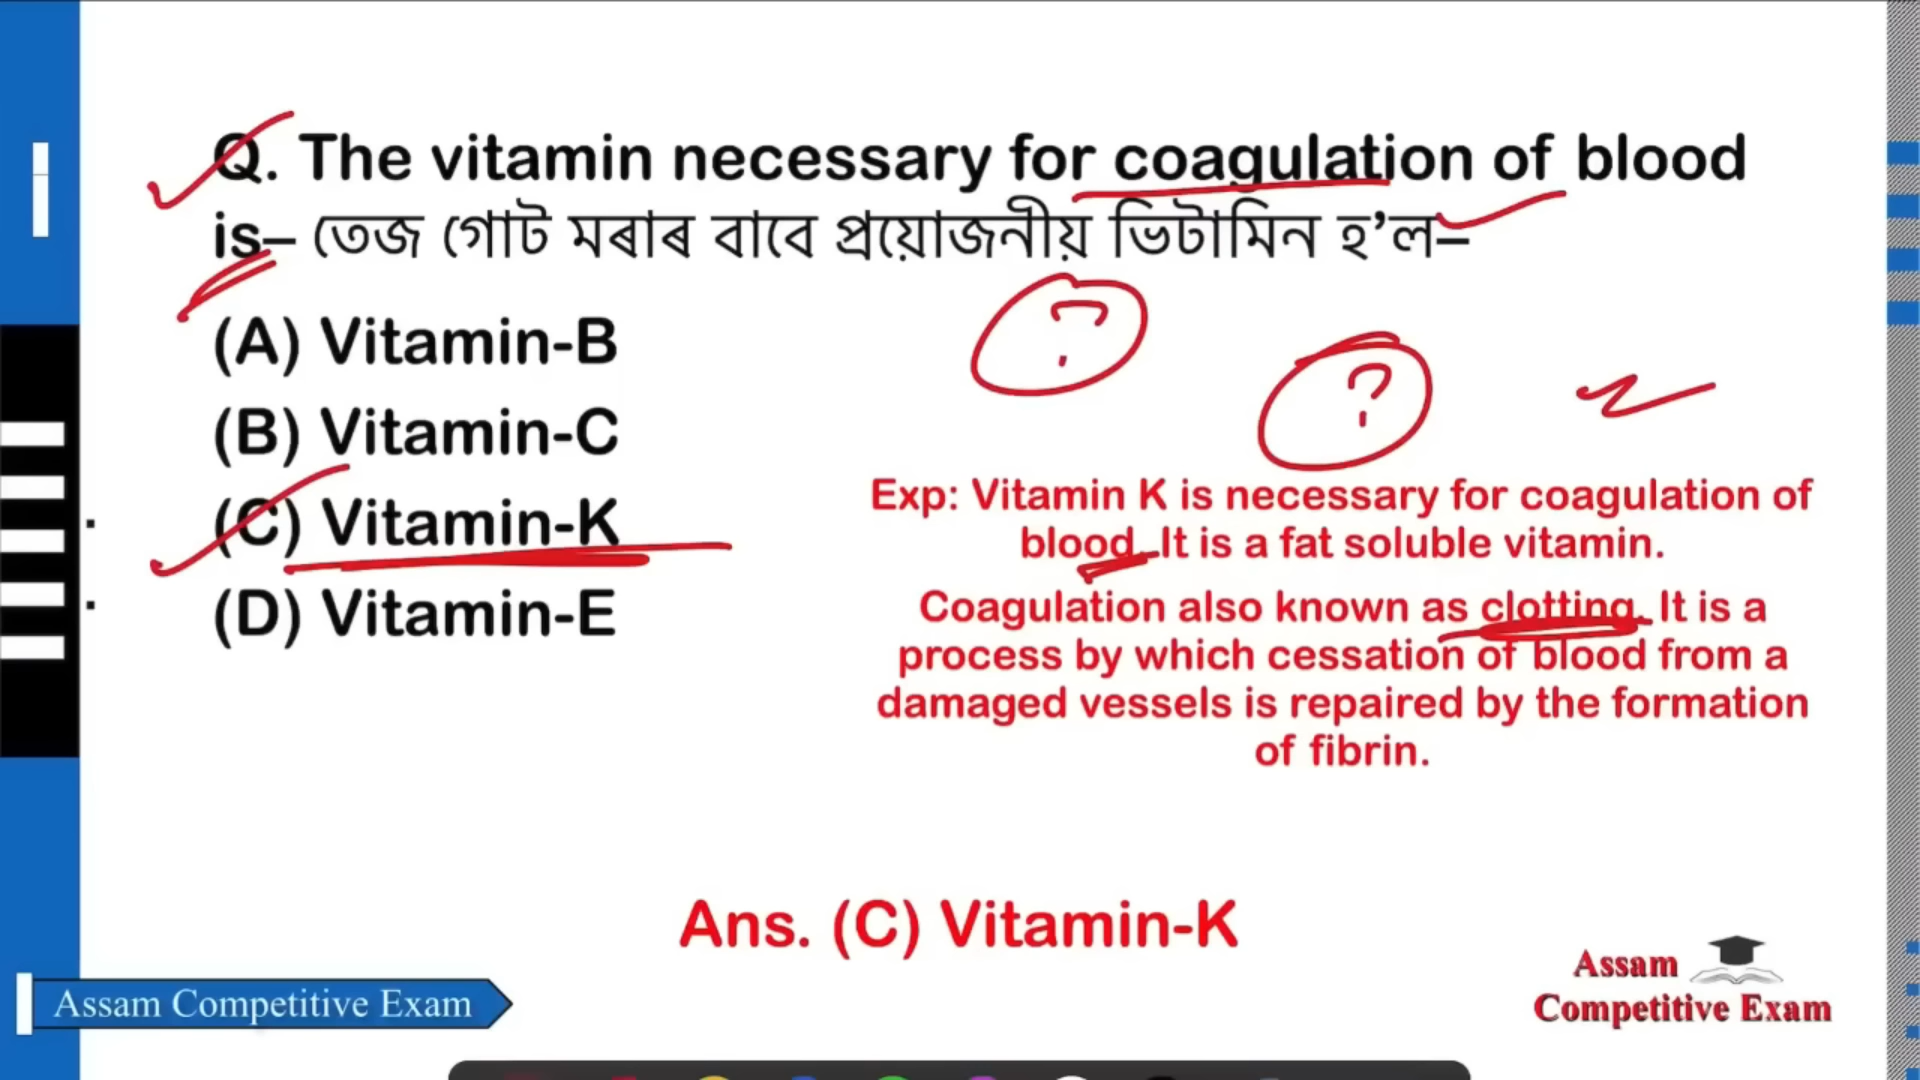 Q. The vitamin necessary for coagulation of blood
is– তেজ গোট মৰাৰ বাবে প্ৰয়োজনীয় ভিটামিন হ’ল–
(A) Vitamin-B
(B) Vitamin-C
(C) Vitamin-K
(D) Vitamin-E
?
?
Exp: Vitamin K is necessary for coagulation of
blood. It is a fat soluble vitamin.
Coagulation also known as clotting. It is a
process by which cessation of blood from a
damaged vessels is repaired by the formation
of fibrin.
Ans. (C) Vitamin-K
Assam Competitive Exam
Assam
Competitive Exam